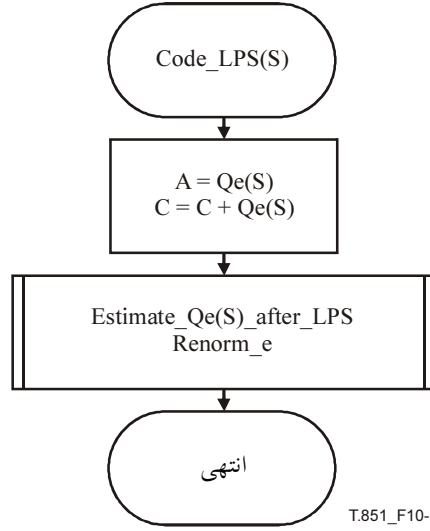 Code_LPS(S)
A = Qe(S)
C = C + Qe(S)
Estimate_Qe(S)_after_LPS
Renorm_e
انتهى
T.851_F10-